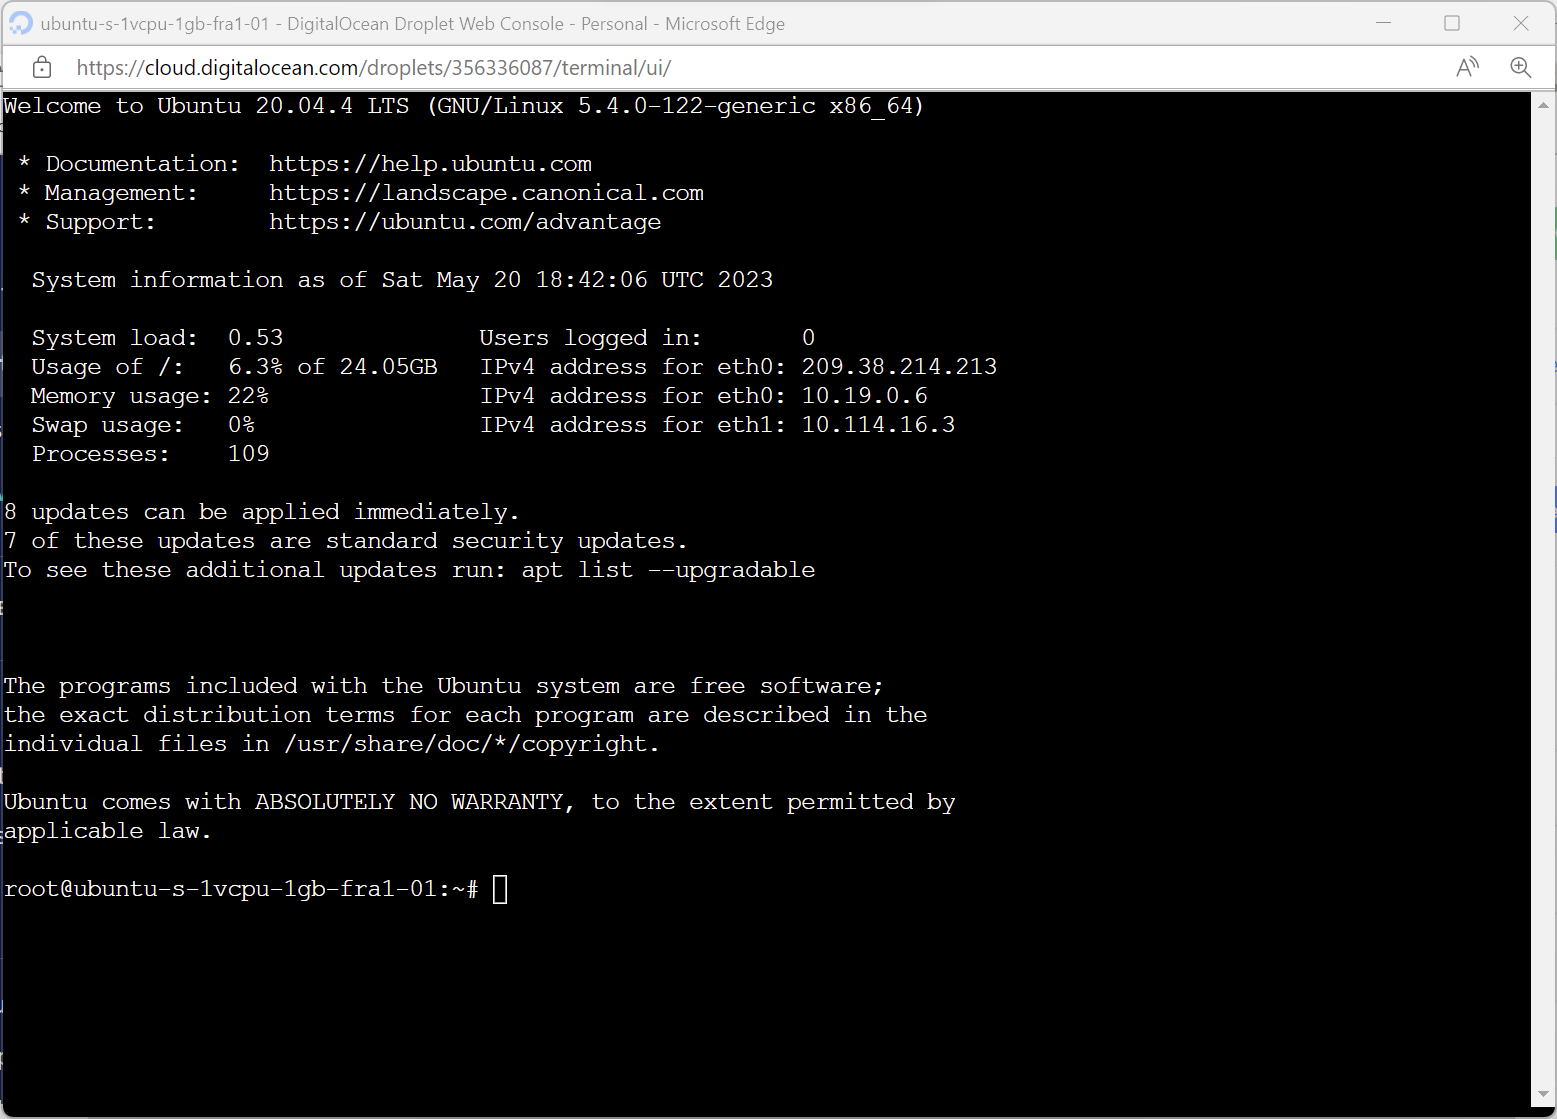 ubuntu-s-1vcpu-1gb-fra1-01 - DigitalOcean Droplet Web Console - Personal - Microsoft Edge
https://cloud.digitalocean.com/droplets/356336087/terminal/ui/
Welcome to Ubuntu 20.04.4 LTS (GNU/Linux 5.4.0-122-generic x86_64)
* Documentation:  https://help.ubuntu.com
* Management:     https://landscape.canonical.com
* Support:        https://ubuntu.com/advantage
System information as of Sat May 20 18:42:06 UTC 2023
System load:  0.53              Users logged in:       0
Usage of /:   6.3% of 24.05GB   IPv4 address for eth0: 209.38.214.213
Memory usage: 22%               IPv4 address for eth0: 10.19.0.6
Swap usage:   0%                IPv4 address for eth1: 10.114.16.3
Processes:    109
8 updates can be applied immediately.
7 of these updates are standard security updates.
To see these additional updates run: apt list --upgradable
The programs included with the Ubuntu system are free software;
the exact distribution terms for each program are described in the
individual files in /usr/share/doc/*/copyright.
Ubuntu comes with ABSOLUTELY NO WARRANTY, to the extent permitted by
applicable law.
root@ubuntu-s-1vcpu-1gb-fra1-01:~#